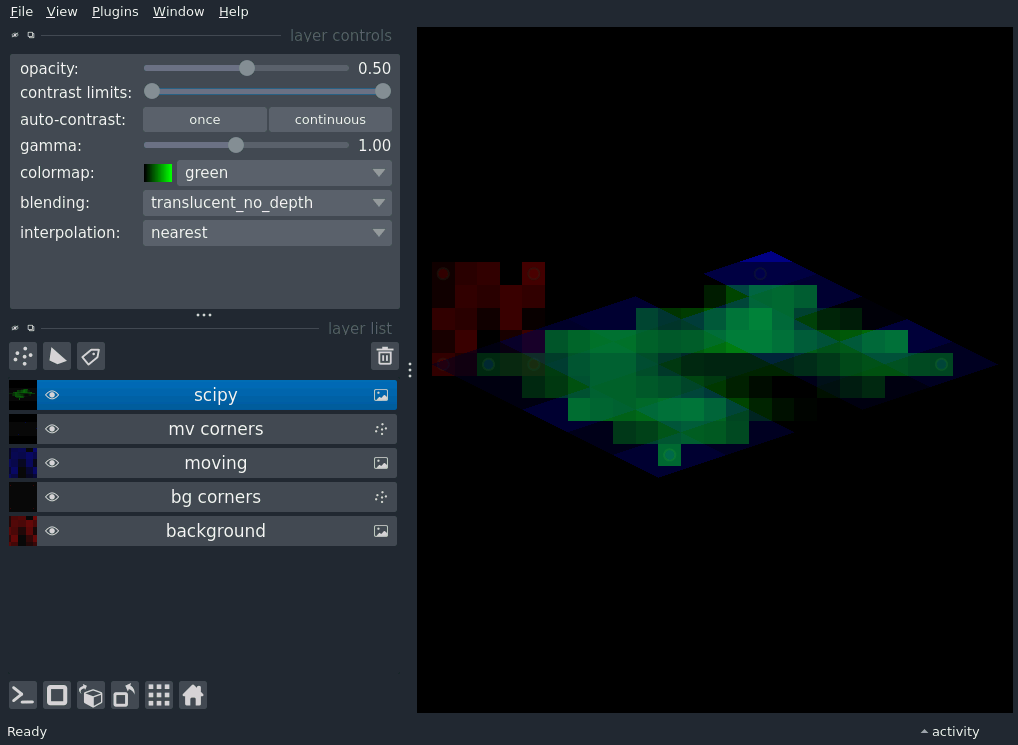 File View Plugins Window Help
layer controls
opacity: 0.50
contrast limits:
auto-contrast: once continuous
gamma: 1.00
colormap: green
blending: translucent_no_depth
interpolation: nearest
layer list
scipy
mv corners
moving
bg corners
background
Ready activity